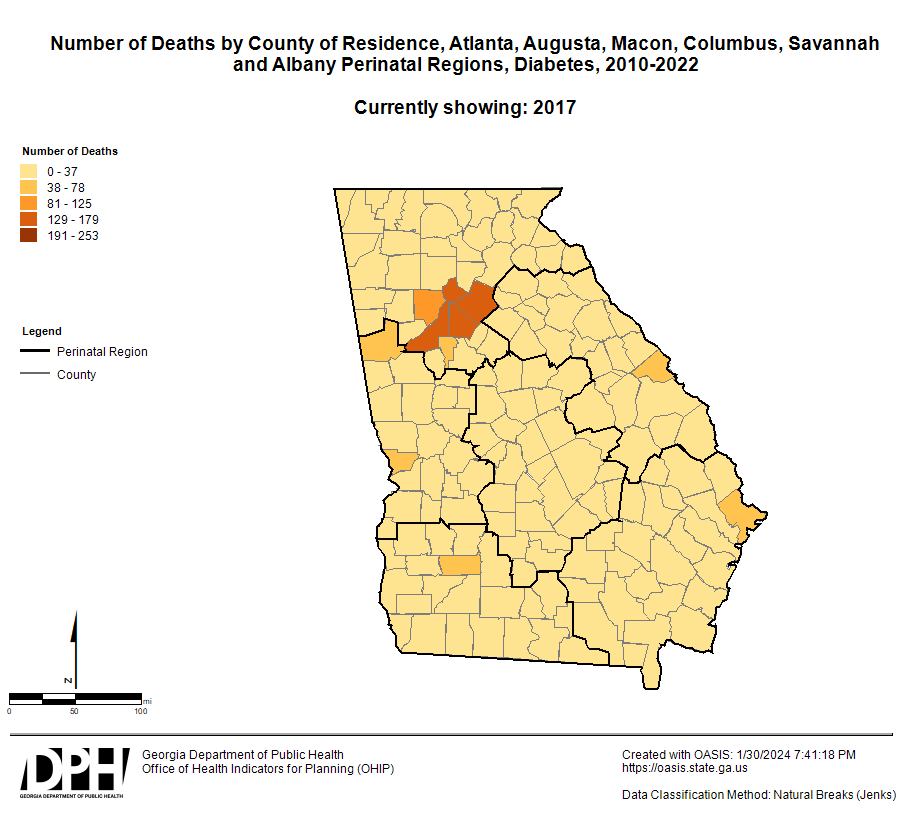 Number of Deaths by County of Residence, Atlanta, Augusta, Macon, Columbus, Savannah
and Albany Perinatal Regions, Diabetes, 2010-2022
Currently showing: 2017
Number of Deaths
0 - 37
38 - 78
81 - 125
129 - 179
191 - 253
Legend
Perinatal Region
County
N
mi
0 50 100
DPH
GEORGIA DEPARTMENT OF PUBLIC HEALTH
Georgia Department of Public Health
Office of Health Indicators for Planning (OHIP)
Created with OASIS: 1/30/2024 7:41:18 PM
https://oasis.state.ga.us
Data Classification Method: Natural Breaks (Jenks)